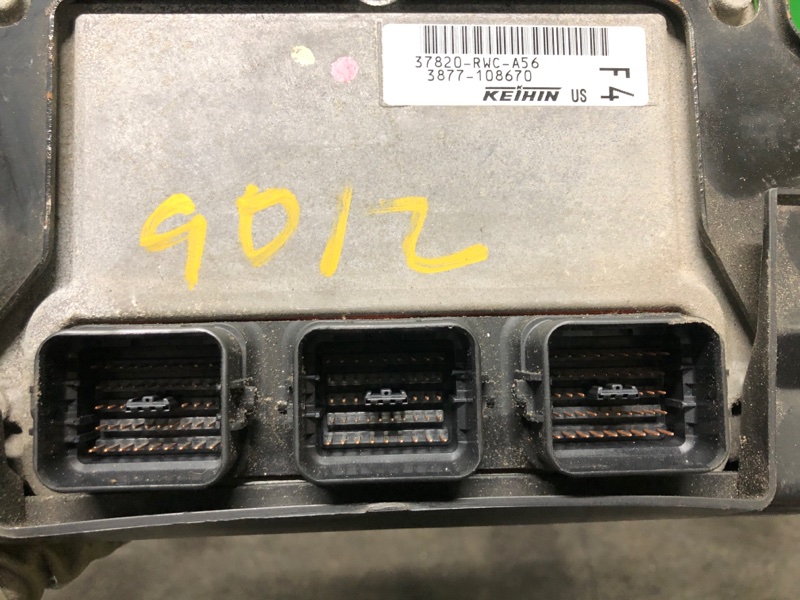 37820-RWC-A56
3877-108670
KEIHIN US
F4
9012